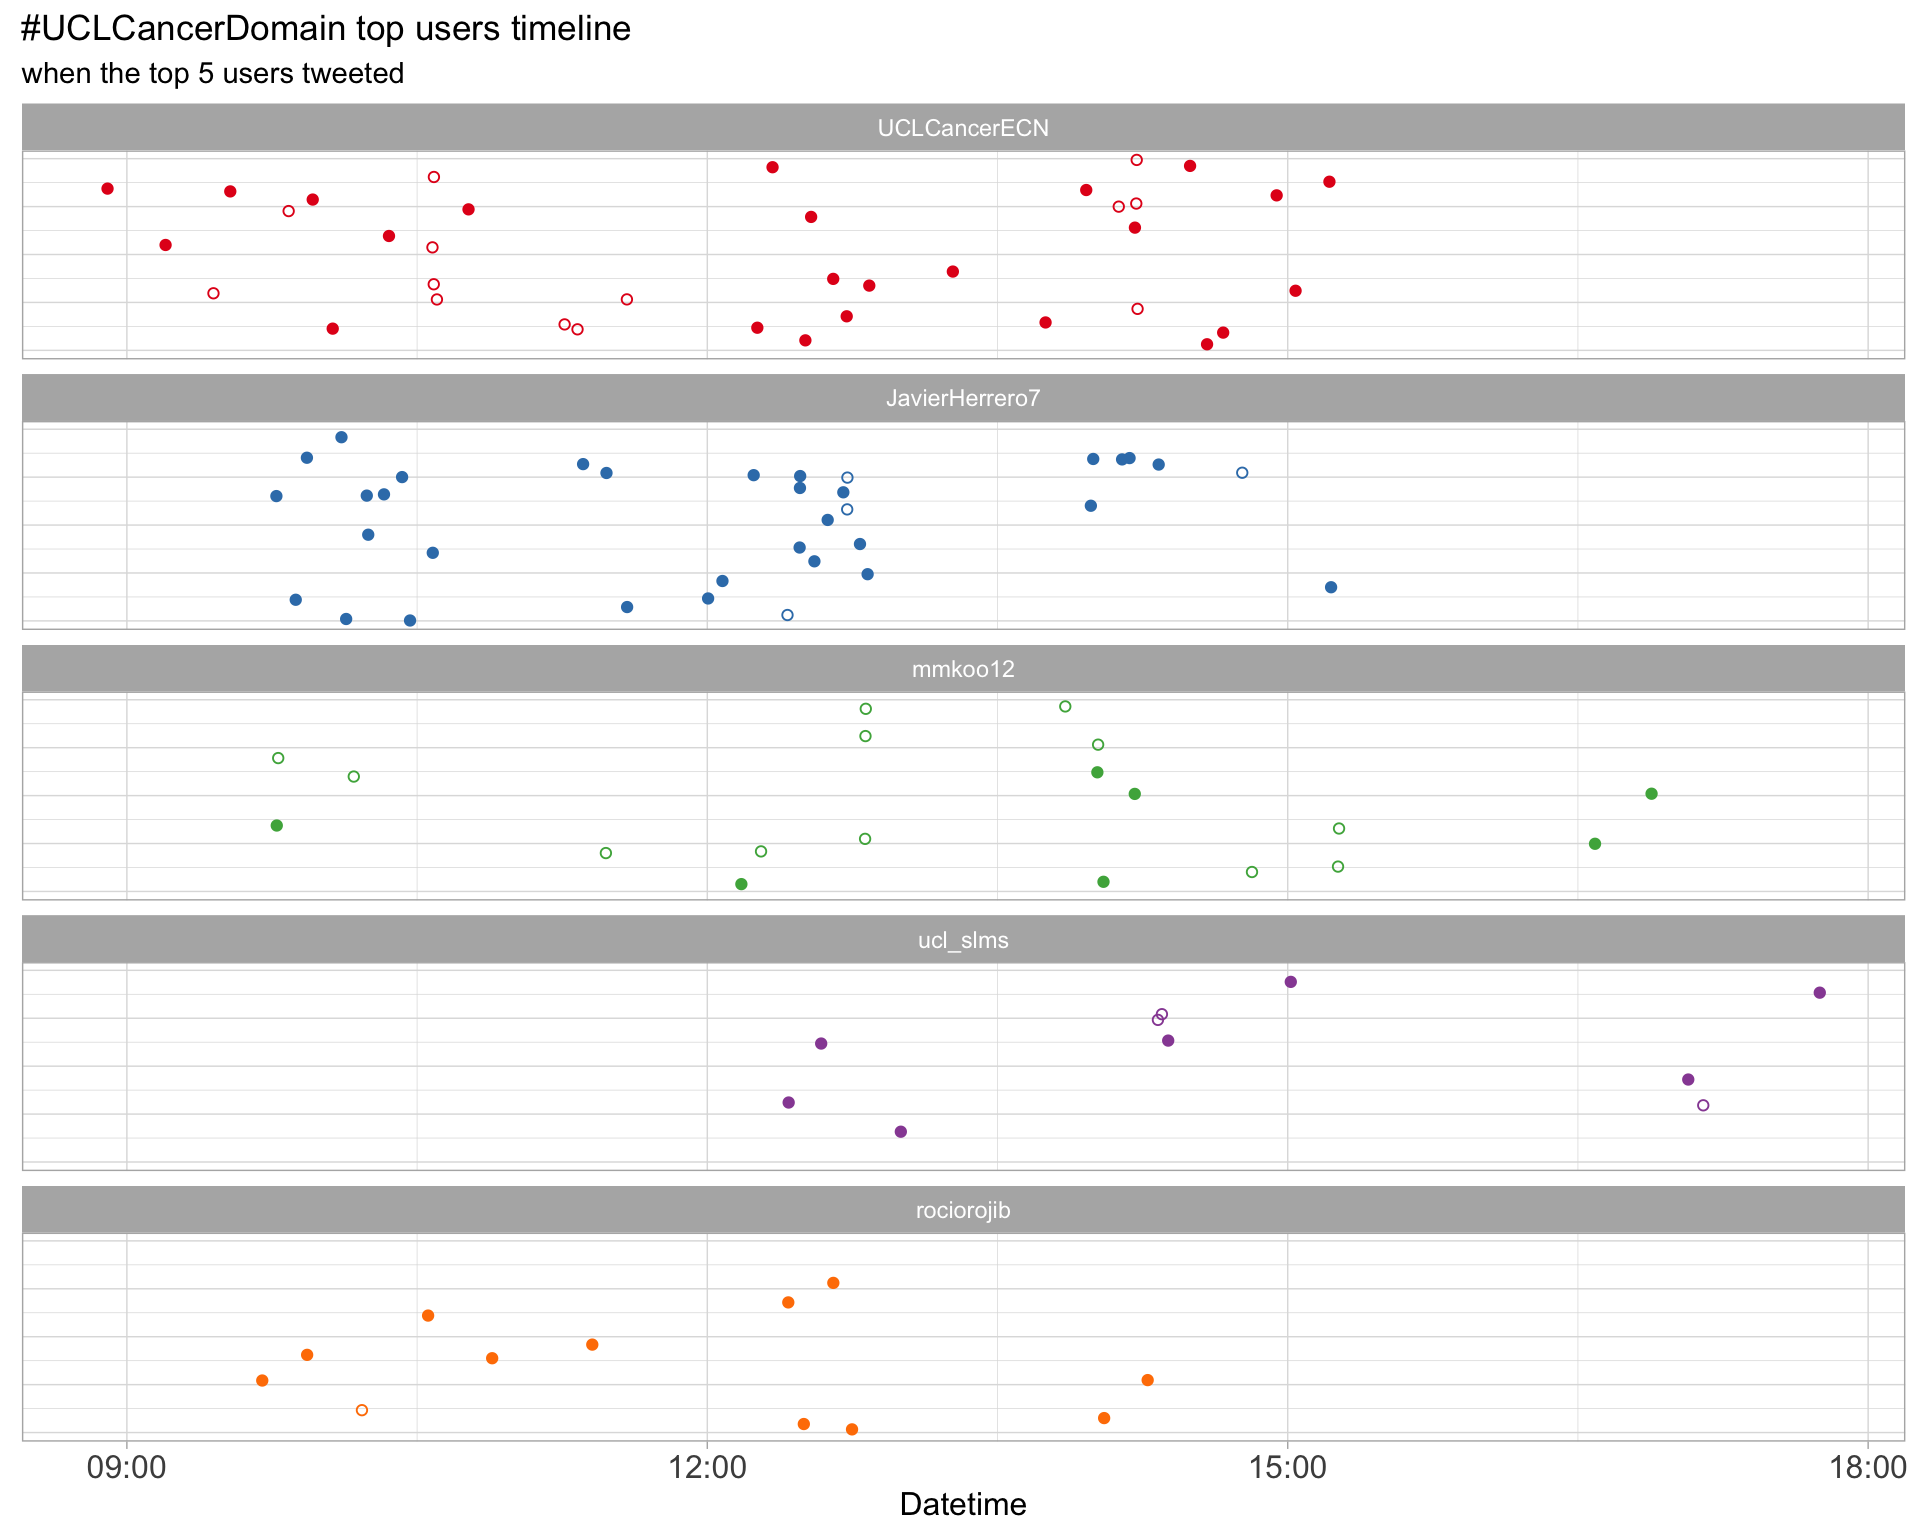 #UCLCancerDomain top users timeline
when the top 5 users tweeted
UCLCancerECN
JavierHerrero7
mmkoo12
ucl_slms
rociorojib
09:00 12:00 15:00 18:00
Datetime